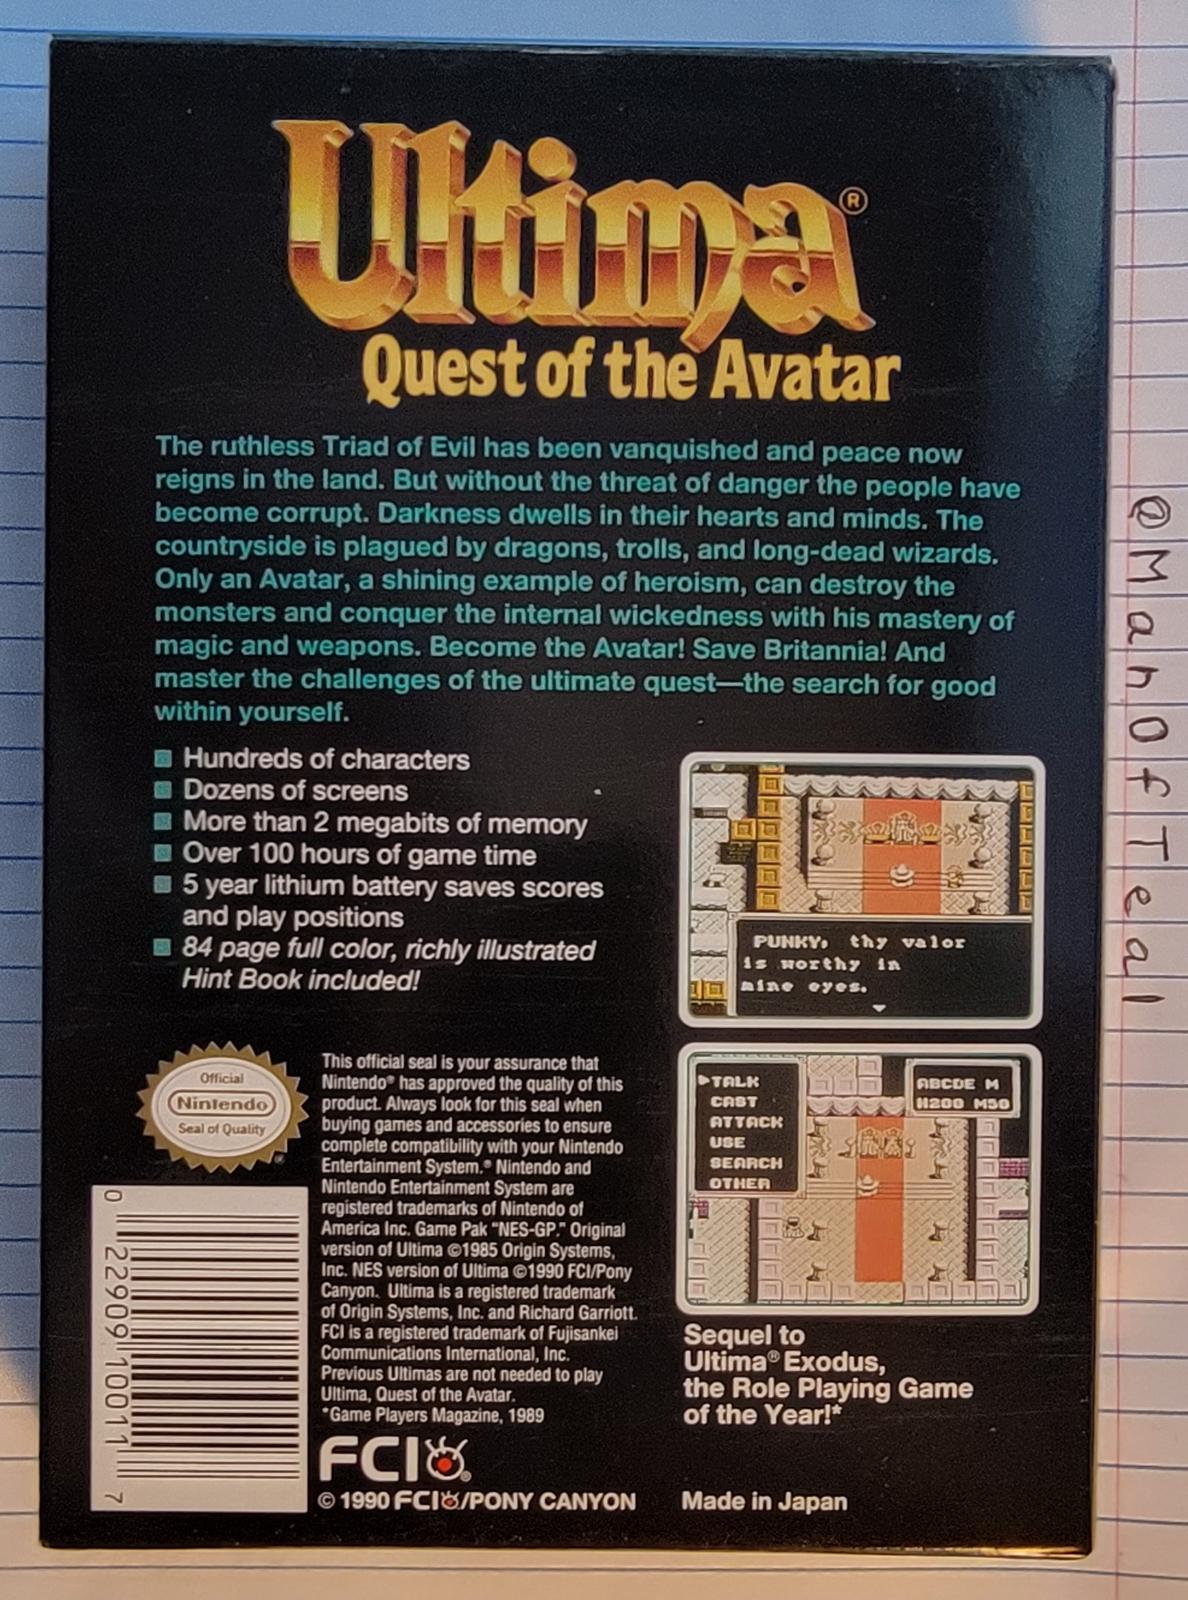 Ultima®
Quest of the Avatar
The ruthless Triad of Evil has been vanquished and peace now
reigns in the land. But without the threat of danger the people have
become corrupt. Darkness dwells in their hearts and minds. The
countryside is plagued by dragons, trolls, and long-dead wizards.
Only an Avatar, a shining example of heroism, can destroy the
monsters and conquer the internal wickedness with his mastery of
magic and weapons. Become the Avatar! Save Britannia! And
master the challenges of the ultimate quest—the search for good
within yourself.
Hundreds of characters
Dozens of screens
More than 2 megabits of memory
Over 100 hours of game time
5 year lithium battery saves scores
and play positions
84 page full color, richly illustrated
Hint Book included!
PUNKY, thy valor
is worthy in
mine eyes.
TALK
CAST
ATTACK
USE
SEARCH
OTHER
ABCDE M
H200 M50
Sequel to
Ultima® Exodus,
the Role Playing Game
of the Year!*
Official
Nintendo
Seal of Quality
This official seal is your assurance that
Nintendo® has approved the quality of this
product. Always look for this seal when
buying games and accessories to ensure
complete compatibility with your Nintendo
Entertainment System.® Nintendo and
Nintendo Entertainment System are
registered trademarks of Nintendo of
America Inc. Game Pak "NES-GP." Original
version of Ultima ©1985 Origin Systems,
Inc. NES version of Ultima ©1990 FCI/Pony
Canyon. Ultima is a registered trademark
of Origin Systems, Inc. and Richard Garriott.
FCI is a registered trademark of Fujisankei
Communications International, Inc.
Previous Ultimas are not needed to play
Ultima, Quest of the Avatar.
*Game Players Magazine, 1989
FCI®
© 1990 FCI/PONY CANYON
Made in Japan
0 22909 10011 7
@ManOfTeal